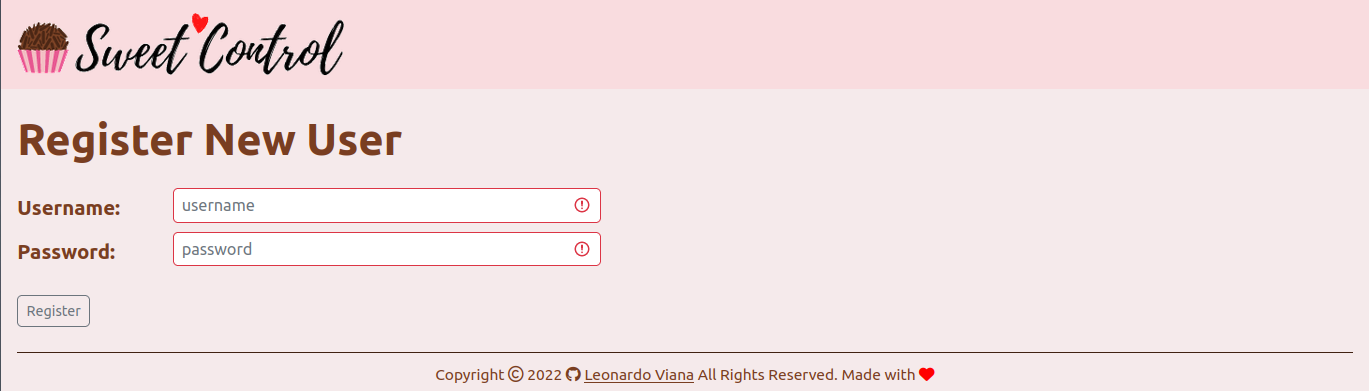 Sweet Control
Register New User
Username: username
Password: password
Register
Copyright © 2022 Leonardo Viana All Rights Reserved. Made with